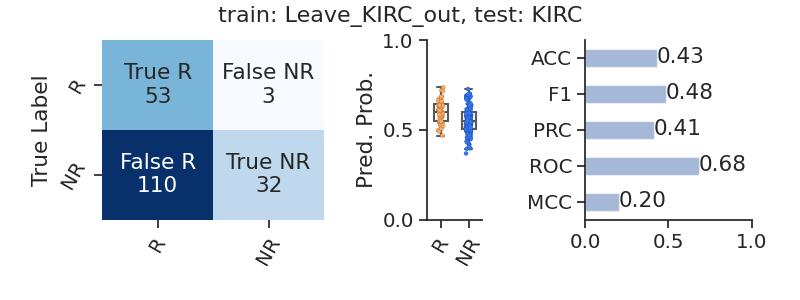 train: Leave_KIRC_out, test: KIRC
True Label
R
NR
True R
53
False NR
3
False R
110
True NR
32
R
NR
Pred. Prob.
1.0
0.5
0.0
R
NR
ACC
0.43
F1
0.48
PRC
0.41
ROC
0.68
MCC
0.20
0.0
0.5
1.0